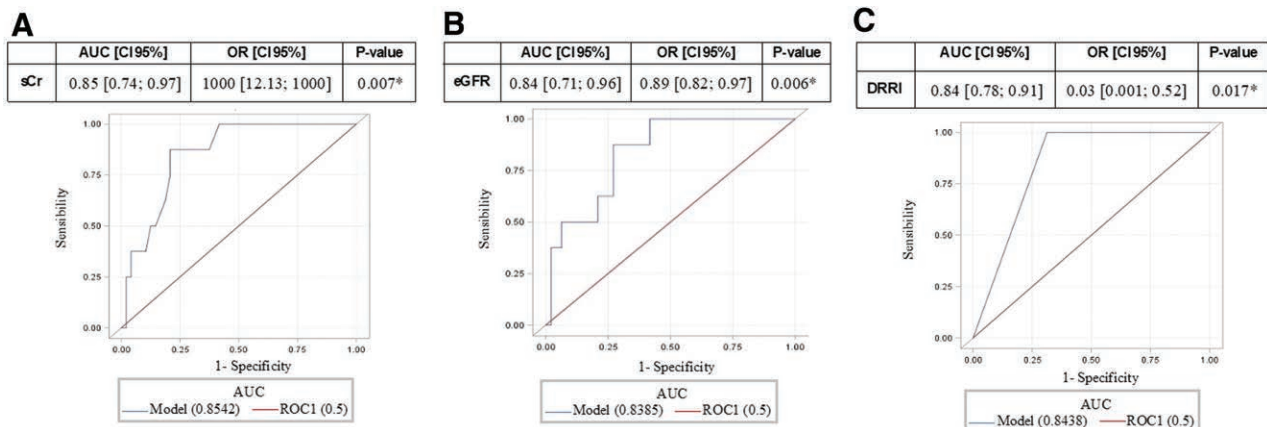 A
AUC [CI95%] OR [CI95%] P-value
sCr 0.85 [0.74; 0.97] 1000 [12.13; 1000] 0.007*
1.00
0.75
0.50
0.25
0.00
Sensibility
0.00 0.25 0.50 0.75 1.00
1- Specificity
AUC
Model (0.8542) ROC1 (0.5)
B
AUC [CI95%] OR [CI95%] P-value
eGFR 0.84 [0.71; 0.96] 0.89 [0.82; 0.97] 0.006*
1.00
0.75
0.50
0.25
0.00
Sensibility
0.00 0.25 0.50 0.75 1.00
1- Specificity
AUC
Model (0.8385) ROC1 (0.5)
C
AUC [CI95%] OR [CI95%] P-value
DRRI 0.84 [0.78; 0.91] 0.03 [0.001; 0.52] 0.017*
1.00
0.75
0.50
0.25
0.00
Sensibility
0.00 0.25 0.50 0.75 1.00
1- Specificity
AUC
Model (0.8438) ROC1 (0.5)